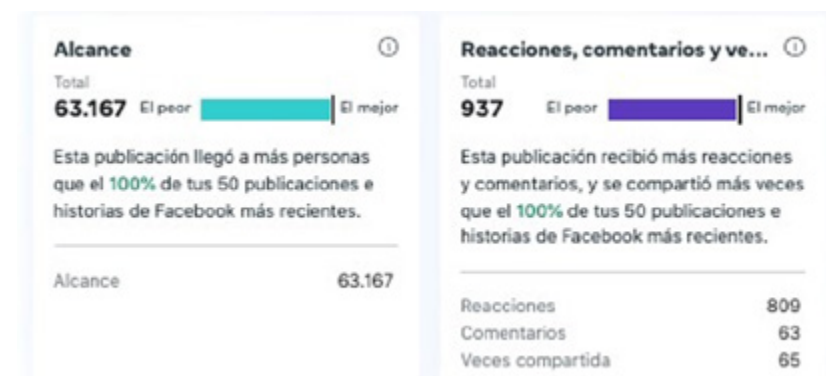 Alcance
Total
63.167 El peor El mejor
Esta publicación llegó a más personas
que el 100% de tus 50 publicaciones e
historias de Facebook más recientes.
Alcance 63.167
Reacciones, comentarios y ve...
Total
937 El peor El mejor
Esta publicación recibió más reacciones
y comentarios, y se compartió más veces
que el 100% de tus 50 publicaciones e
historias de Facebook más recientes.
Reacciones 809
Comentarios 63
Veces compartida 65